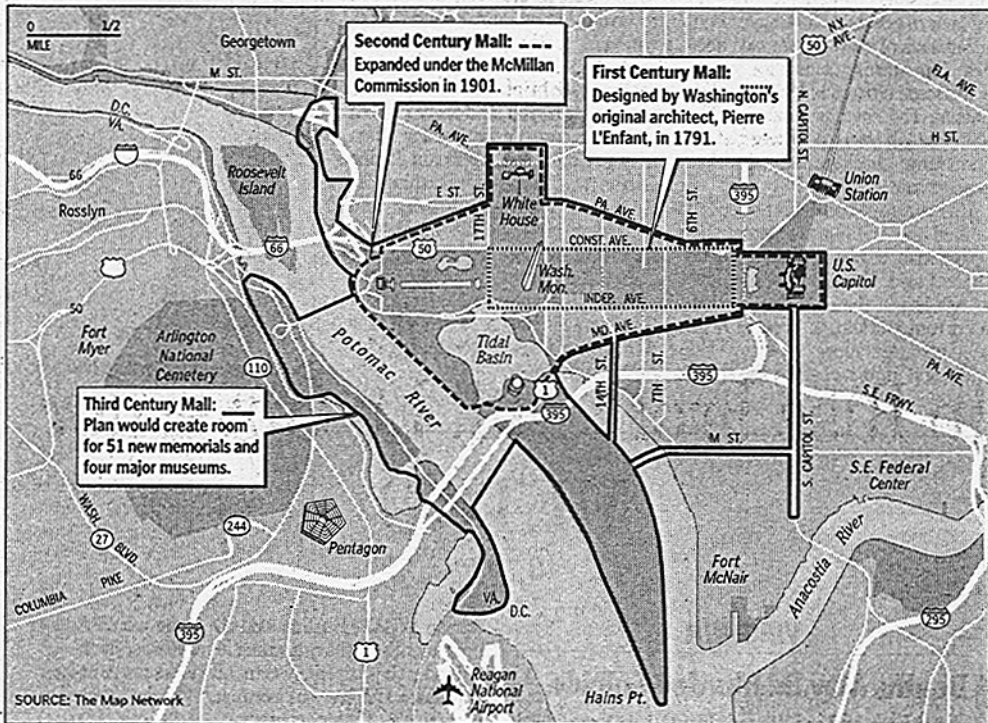 0 1/2
MILE
Georgetown
M ST.
Second Century Mall:
Expanded under the McMillan
Commission in 1901.
First Century Mall:
Designed by Washington's
original architect, Pierre
L'Enfant, in 1791.
50
N.Y.
AVE.
FLA. AVE.
N. CAPITOL ST.
H ST.
D.C.
VA.
PA. AVE.
Roosevelt
Island
66
Rosslyn
E ST.
17TH ST.
White
House
PA. AVE.
6TH ST.
395
Union
Station
66
50
CONST. AVE.
Wash.
Mon.
INDEP. AVE.
U.S.
Capitol
50
Fort
Myer
Arlington
National
Cemetery
110
Potomac
River
Tidal
Basin
MD. AVE.
1
395
14TH ST.
7TH ST.
395
PA. AVE.
S.E. FRWY.
Third Century Mall:
Plan would create room
for 51 new memorials and
four major museums.
M ST.
S. CAPITOL ST.
S.E. Federal
Center
WASH.
BLVD.
27
244
Pentagon
COLUMBIA PIKE
395
1
VA.
D.C.
Fort
McNair
Anacostia River
295
Reagan
National
Airport
Hains Pt.
SOURCE: The Map Network